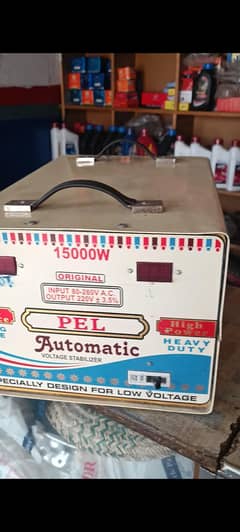 15000W
ORIGINAL
INPUT 80-260V A.C.
OUTPUT 220V ± 3.5%
PEL
High
Power
Automatic
HEAVY
DUTY
VOLTAGE STABILIZER
ECIALLY DESIGN FOR LOW VOLTAGE